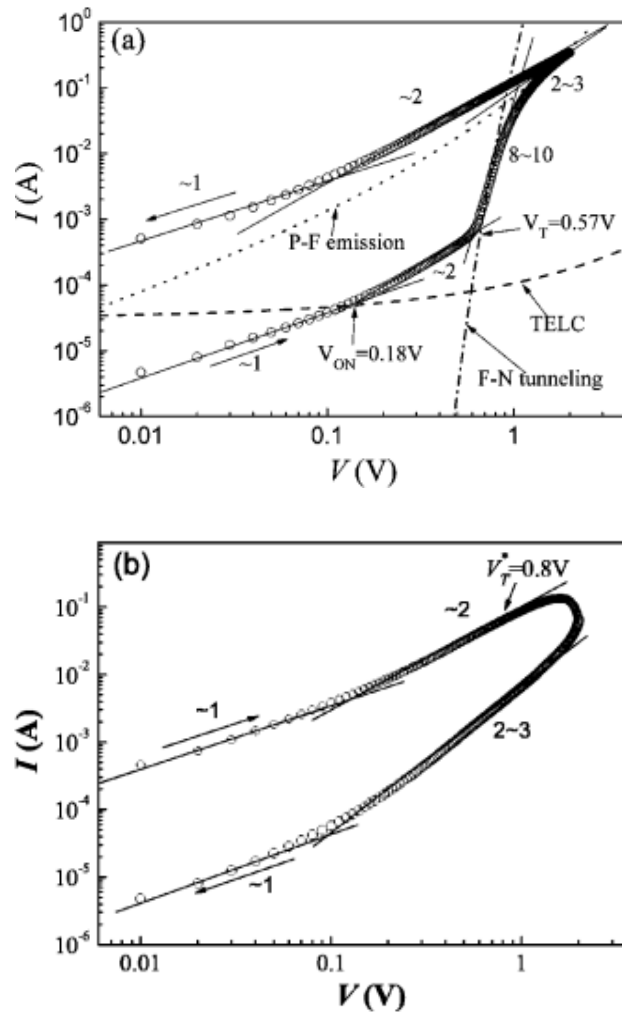 (a)
10^0
10^-1
10^-2
10^-3
10^-4
10^-5
10^-6
I (A)
~2
2~3
~1
8~10
P-F emission
V_T=0.57V
~2
TELC
V_ON=0.18V
~1
F-N tunneling
0.01
0.1
1
V (V)
(b)
V*_T=0.8V
10^-1
10^-2
10^-3
10^-4
10^-5
10^-6
I (A)
~2
~1
2~3
~1
0.01
0.1
1
V (V)